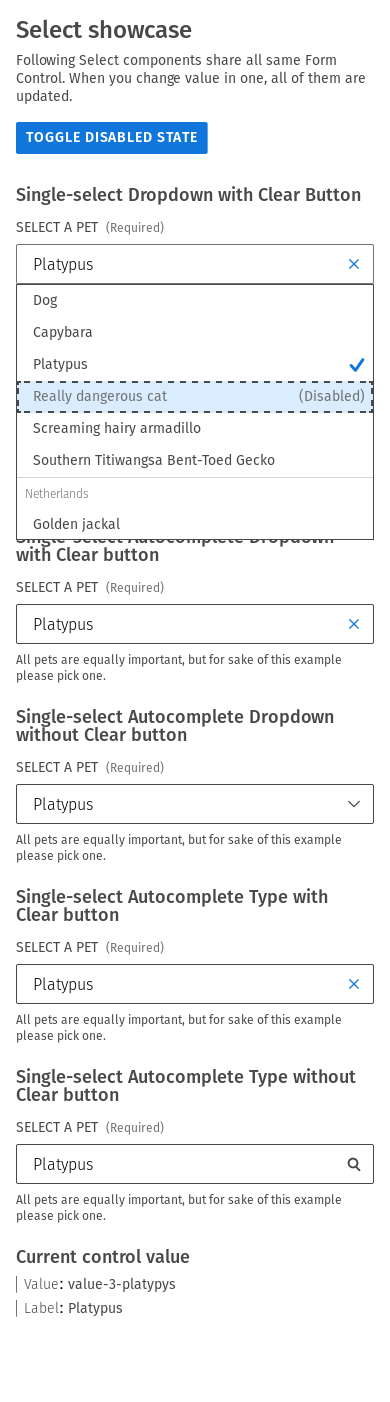 Select showcase
Following Select components share all same Form
Control. When you change value in one, all of them are
updated.
TOGGLE DISABLED STATE
Single-select Dropdown with Clear Button
SELECT A PET (Required)
Platypus
Dog
Capybara
Platypus
Really dangerous cat (Disabled)
Screaming hairy armadillo
Southern Titiwangsa Bent-Toed Gecko
Netherlands
Golden jackal
Single-select Autocomplete Dropdown
with Clear button
SELECT A PET (Required)
Platypus
All pets are equally important, but for sake of this example
please pick one.
Single-select Autocomplete Dropdown
without Clear button
SELECT A PET (Required)
Platypus
All pets are equally important, but for sake of this example
please pick one.
Single-select Autocomplete Type with
Clear button
SELECT A PET (Required)
Platypus
All pets are equally important, but for sake of this example
please pick one.
Single-select Autocomplete Type without
Clear button
SELECT A PET (Required)
Platypus
All pets are equally important, but for sake of this example
please pick one.
Current control value
Value: value-3-platypys
Label: Platypus